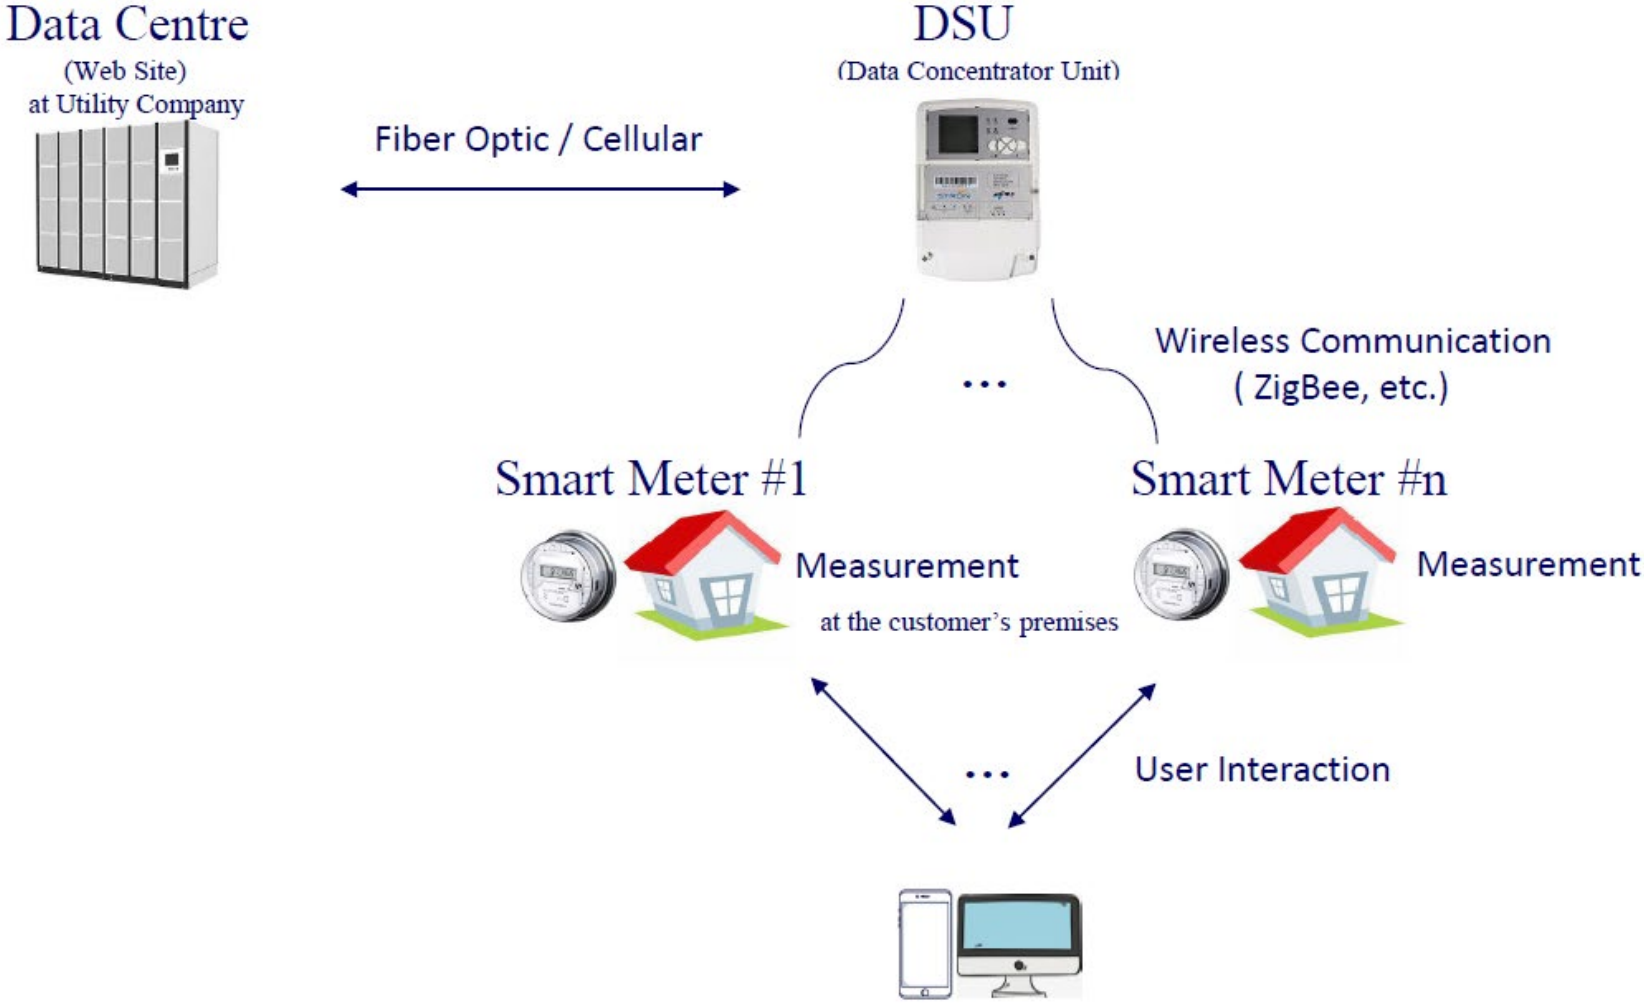 Data Centre
(Web Site)
at Utility Company
Fiber Optic / Cellular
DSU
(Data Concentrator Unit)
...
Wireless Communication
( ZigBee, etc.)
Smart Meter #1
Smart Meter #n
Measurement
at the customer's premises
Measurement
...
User Interaction